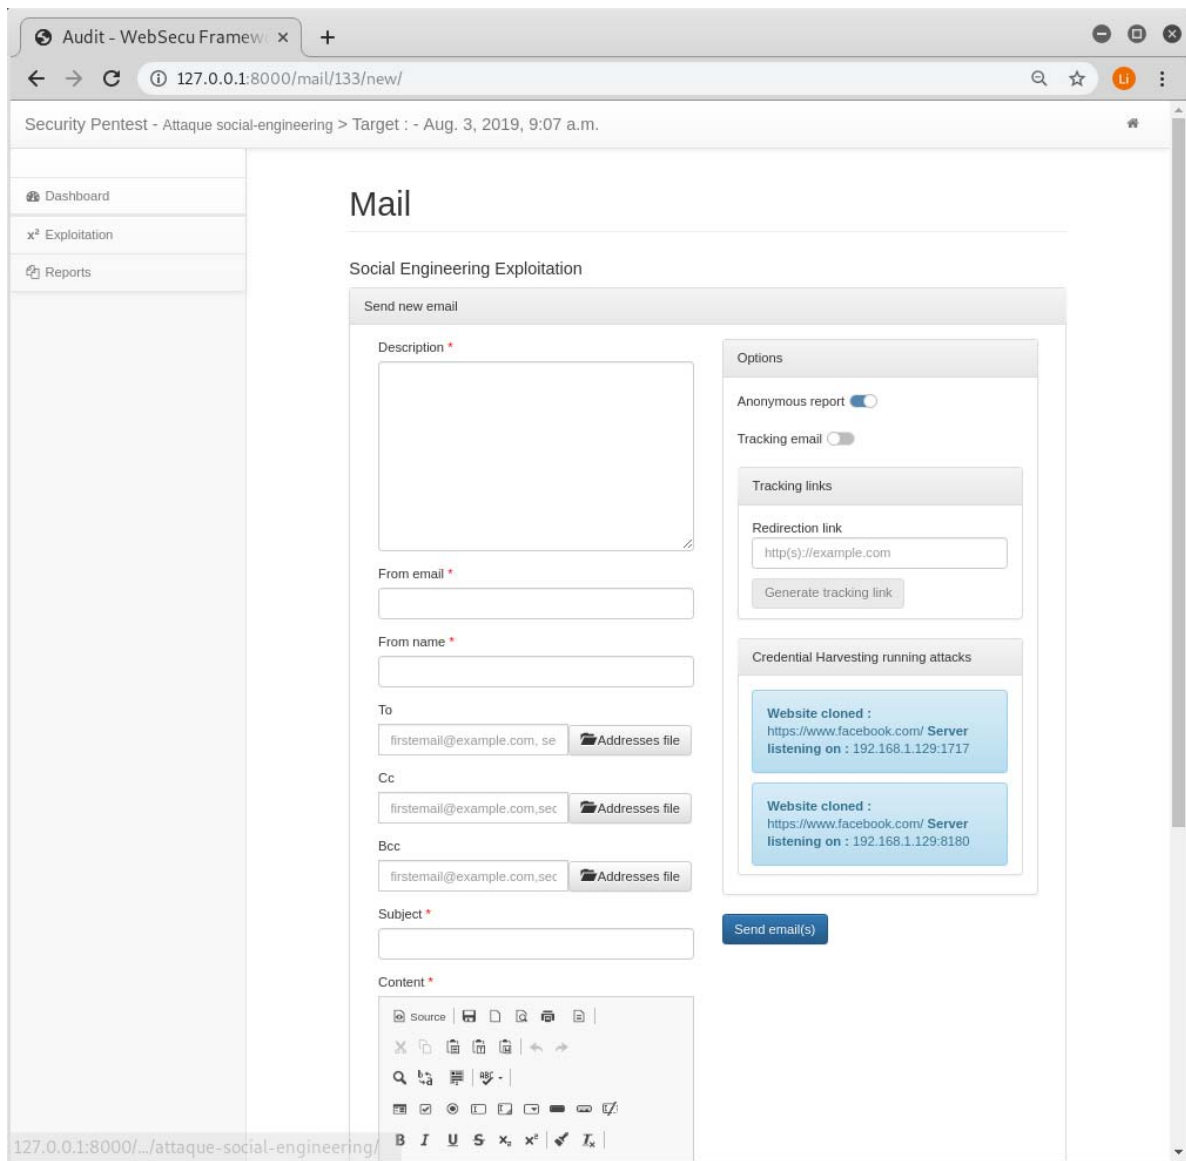 Audit - WebSecu Framew
127.0.0.1:8000/mail/133/new/
Li
Security Pentest - Attaque social-engineering > Target : - Aug. 3, 2019, 9:07 a.m.
Dashboard
x² Exploitation
Reports
Mail
Social Engineering Exploitation
Send new email
Description *
From email *
From name *
To
firstemail@example.com, se
Addresses file
Cc
firstemail@example.com,sec
Addresses file
Bcc
firstemail@example.com,sec
Addresses file
Subject *
Content *
Source
ABC
B I U S x₂ x² Tx
Options
Anonymous report
Tracking email
Tracking links
Redirection link
http(s)://example.com
Generate tracking link
Credential Harvesting running attacks
Website cloned :
https://www.facebook.com/ Server
listening on : 192.168.1.129:1717
Website cloned :
https://www.facebook.com/ Server
listening on : 192.168.1.129:8180
Send email(s)
127.0.0.1:8000/.../attaque-social-engineering/